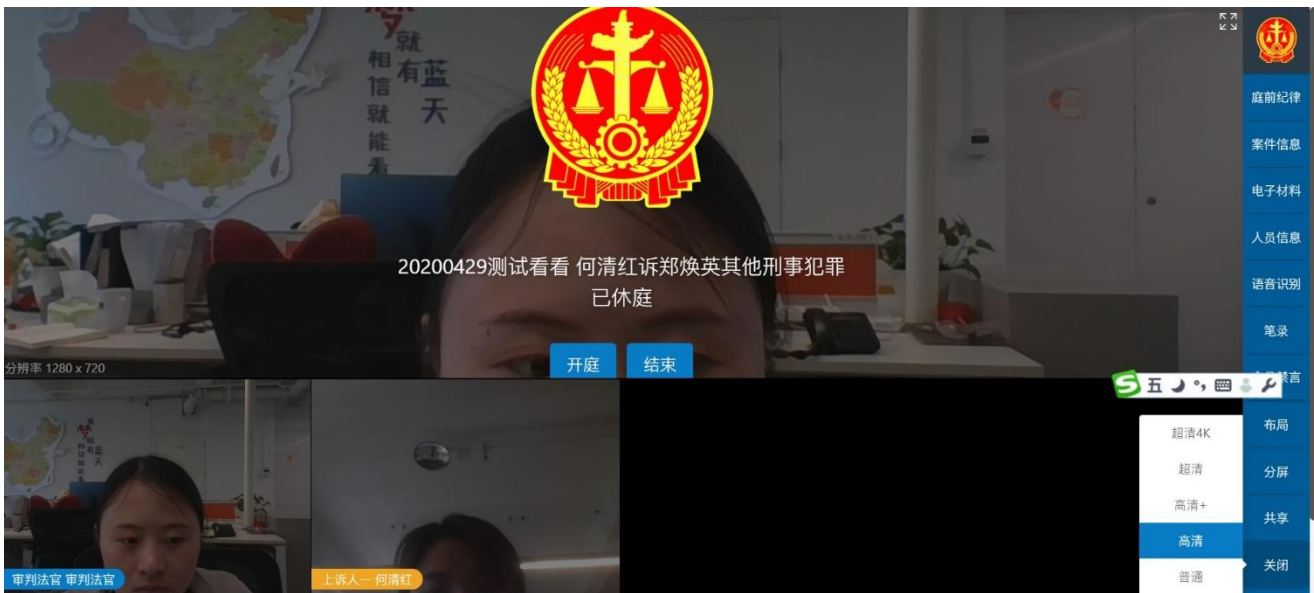 就有蓝天
相信就能看
20200429测试看看 何清红诉郑焕英其他刑事犯罪
已休庭
开庭 结束
分辨率 1280 x 720
庭前纪律
案件信息
电子材料
人员信息
语音识别
笔录
禁言
布局
分屏
共享
关闭
五
超清4K
超清
高清+
高清
普通
审判法官 审判法官
上诉人一 何清红